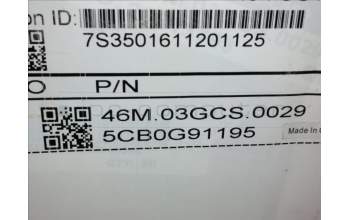 on ID:
7S3501611201125
O P/N
46M.03GCS.0029
5CB0G91195
Made In C